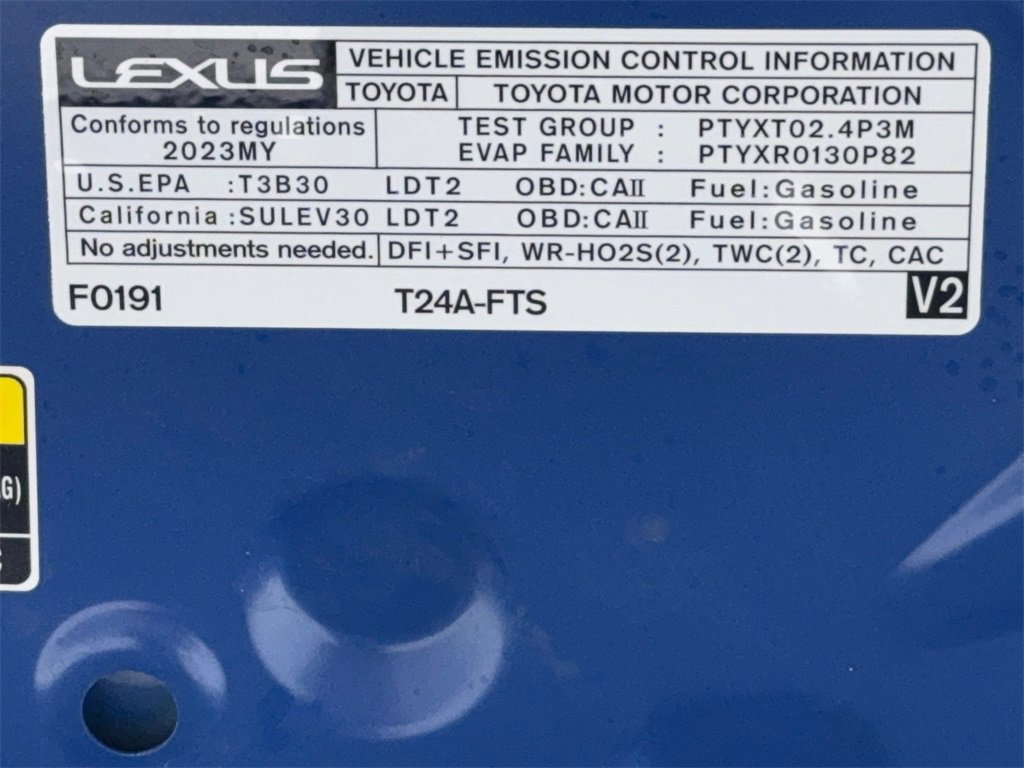 LEXUS
VEHICLE EMISSION CONTROL INFORMATION
TOYOTA TOYOTA MOTOR CORPORATION
Conforms to regulations
2023MY
TEST GROUP : PTYXT02.4P3M
EVAP FAMILY : PTYXR0130P82
U.S.EPA :T3B30 LDT2 OBD:CAII Fuel:Gasoline
California :SULEV30 LDT2 OBD:CAII Fuel:Gasoline
No adjustments needed. DFI+SFI, WR-HO2S(2), TWC(2), TC, CAC
F0191 T24A-FTS V2
G)